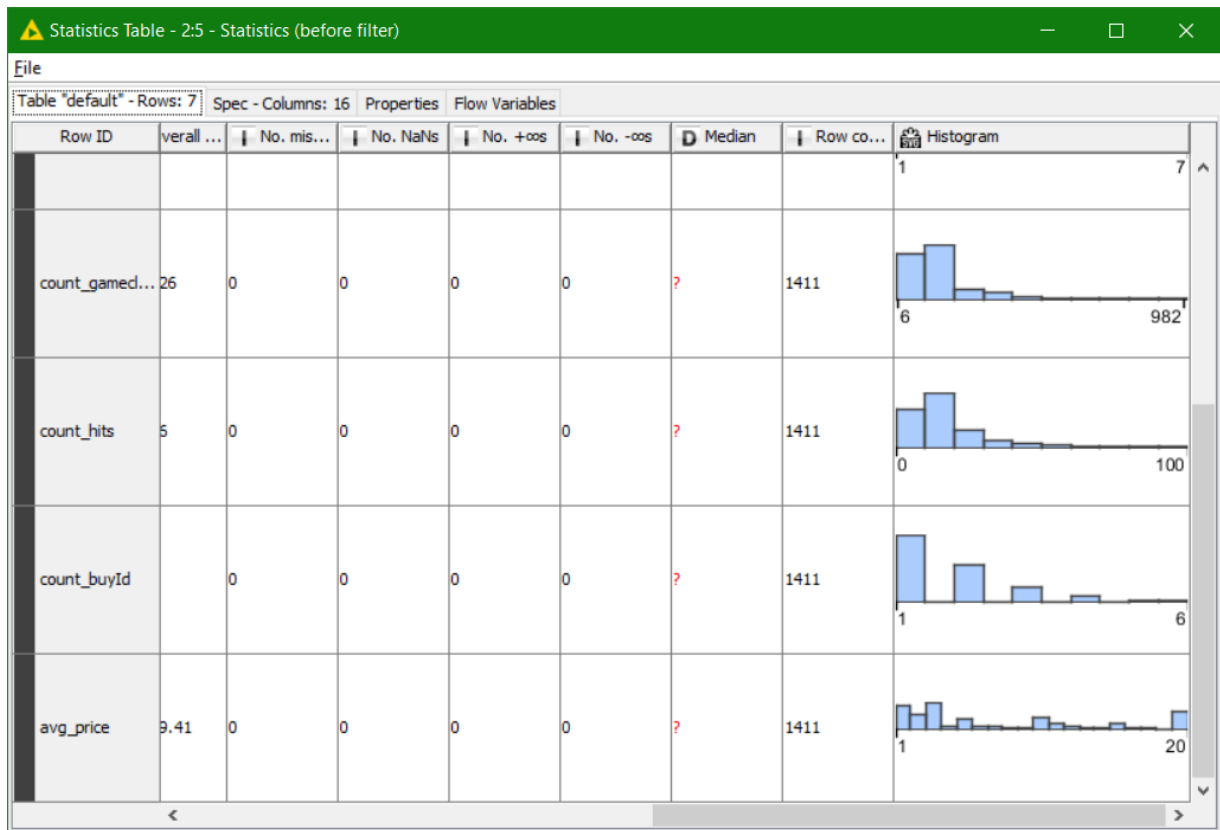 Statistics Table - 2:5 - Statistics (before filter)
File
Table "default" - Rows: 7 Spec - Columns: 16 Properties Flow Variables
Row ID verall ... No. mis... No. NaNs No. +∞s No. -∞s D Median Row co... SVG Histogram
1 7
count_gamecl... 26 0 0 0 0 ? 1411
6 982
count_hits 6 0 0 0 0 ? 1411
0 100
count_buyId 0 0 0 0 ? 1411
1 6
avg_price 9.41 0 0 0 0 ? 1411
1 20